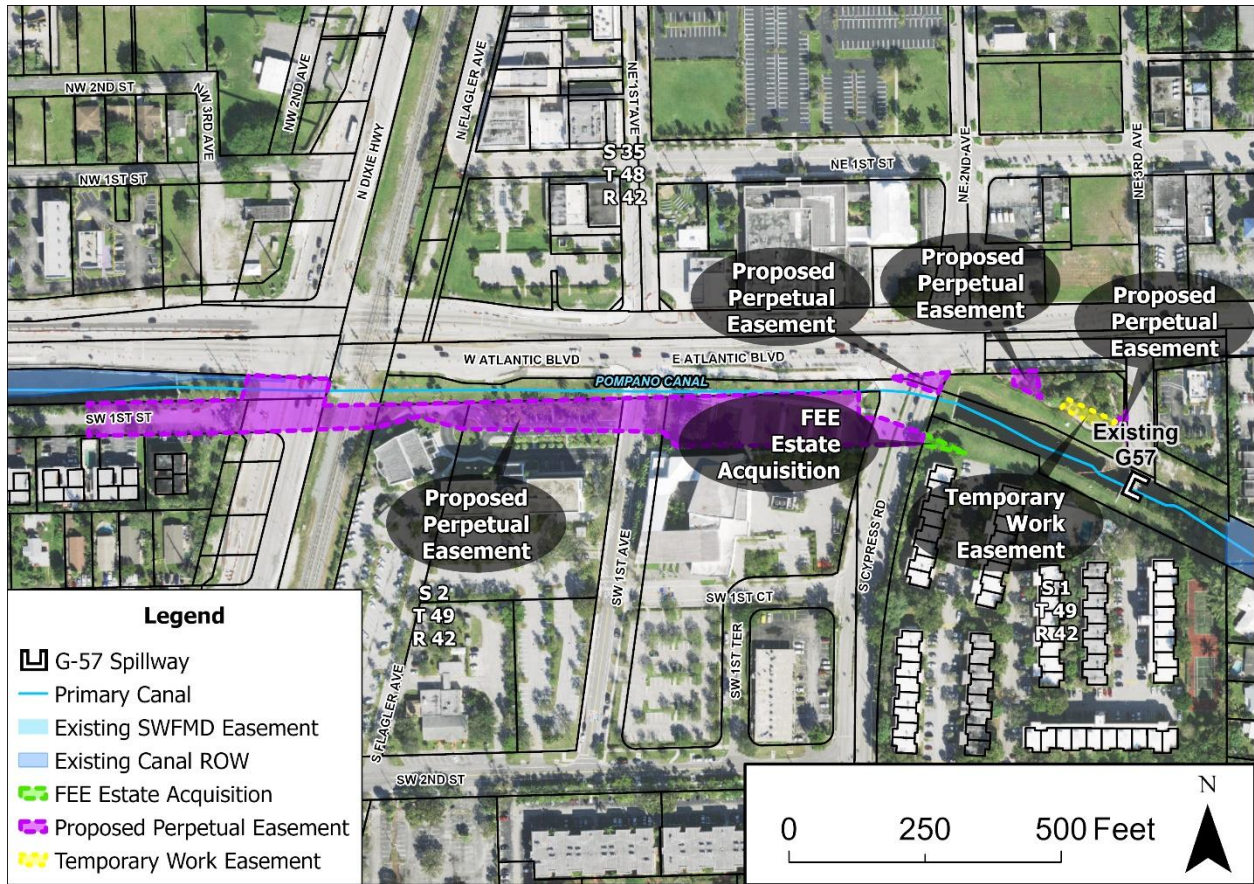 NW 2ND ST
NW 3RD AVE
NW 2ND AVE
N DIXIE HWY
N FLAGLER AVE
NE 1ST AVE
S 35
T 48
R 42
NE 1ST ST
NE 2ND AVE
NE 3RD AVE
NW 1ST ST
Proposed
Perpetual
Easement
Proposed
Perpetual
Easement
Proposed
Perpetual
Easement
W ATLANTIC BLVD
E ATLANTIC BLVD
POMPANO CANAL
SW 1ST ST
FEE
Estate
Acquisition
Existing
G57
Proposed
Perpetual
Easement
Temporary
Work
Easement
S 2
T 49
R 42
SW 1ST AVE
SW 1ST CT
S CYPRESS RD
S 1
T 49
R 42
SW 1ST TER
S FLAGLER AVE
SW 2ND ST
Legend
G-57 Spillway
Primary Canal
Existing SWFMD Easement
Existing Canal ROW
FEE Estate Acquisition
Proposed Perpetual Easement
Temporary Work Easement
0 250 500 Feet
N